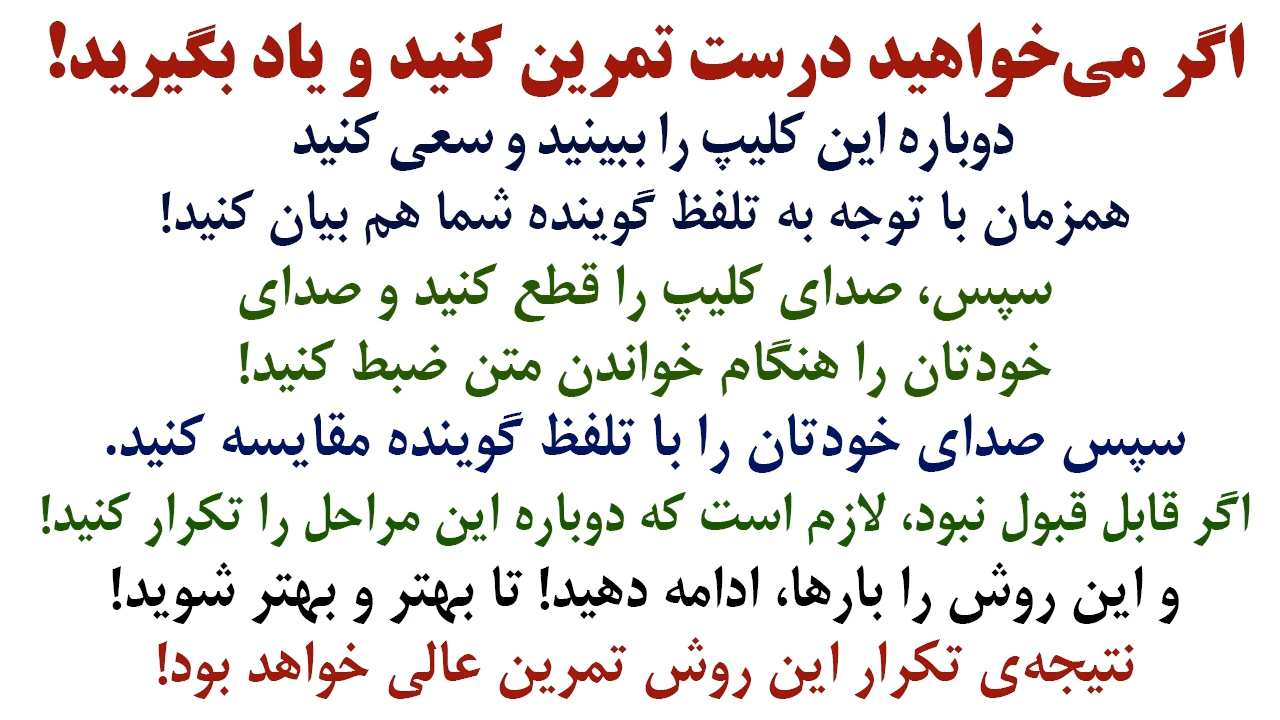 اگر می‌خواهید درست تمرین کنید و یاد بگیرید!
دوباره این کلیپ را ببینید و سعی کنید
همزمان با توجه به تلفظ گوینده شما هم بیان کنید!
سپس، صدای کلیپ را قطع کنید و صدای
خودتان را هنگام خواندن متن ضبط کنید!
سپس صدای خودتان را با تلفظ گوینده مقایسه کنید.
اگر قابل قبول نبود، لازم است که دوباره این مراحل را تکرار کنید!
و این روش را بارها، ادامه دهید! تا بهتر و بهتر شوید!
نتیجه‌ی تکرار این روش تمرین عالی خواهد بود!